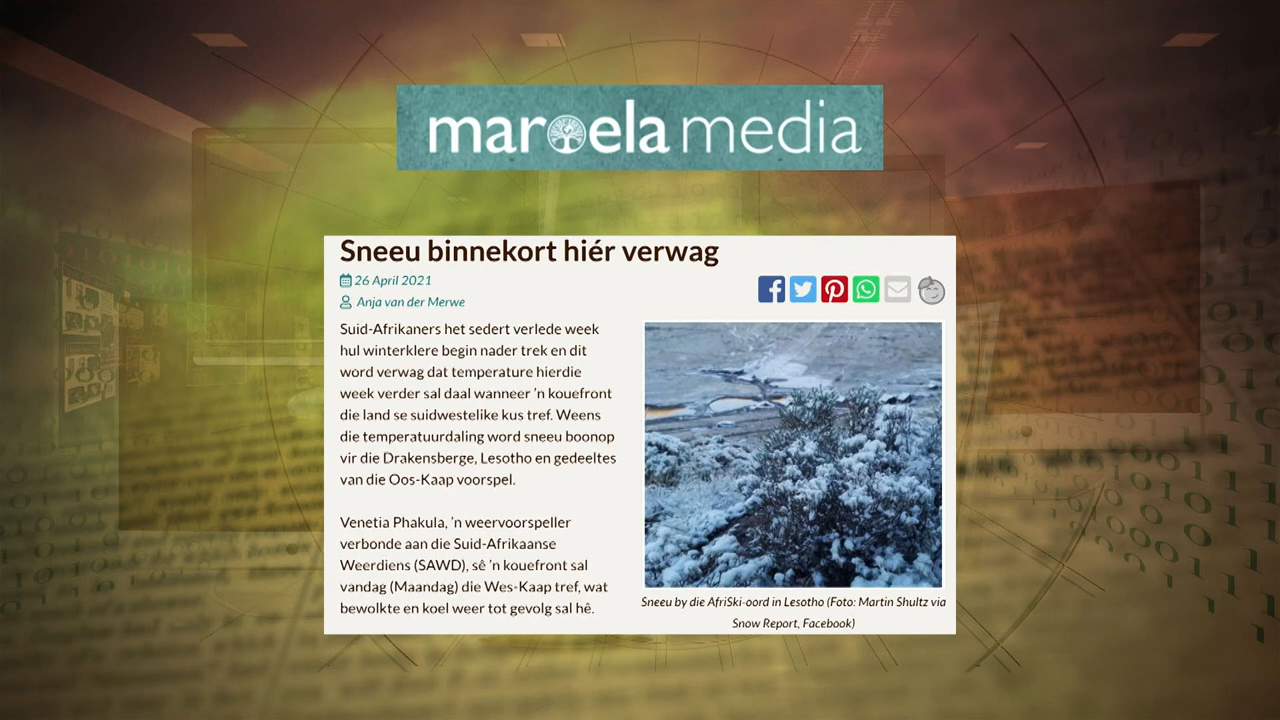 maroela media
Sneeu binnekort hiér verwag
26 April 2021
Anja van der Merwe
Suid-Afrikaners het sedert verlede week
hul winterklere begin nader trek en dit
word verwag dat temperature hierdie
week verder sal daal wanneer ’n kouefront
die land se suidwestelike kus tref. Weens
die temperatuurdaling word sneeu boonop
vir die Drakensberge, Lesotho en gedeeltes
van die Oos-Kaap voorspel.
Venetia Phakula, ’n weervoorspeller
verbonde aan die Suid-Afrikaanse
Weerdiens (SAWD), sê ’n kouefront sal
vandag (Maandag) die Wes-Kaap tref, wat
bewolkte en koel weer tot gevolg sal hê.
Sneeu by die AfriSki-oord in Lesotho (Foto: Martin Shultz via
Snow Report, Facebook)